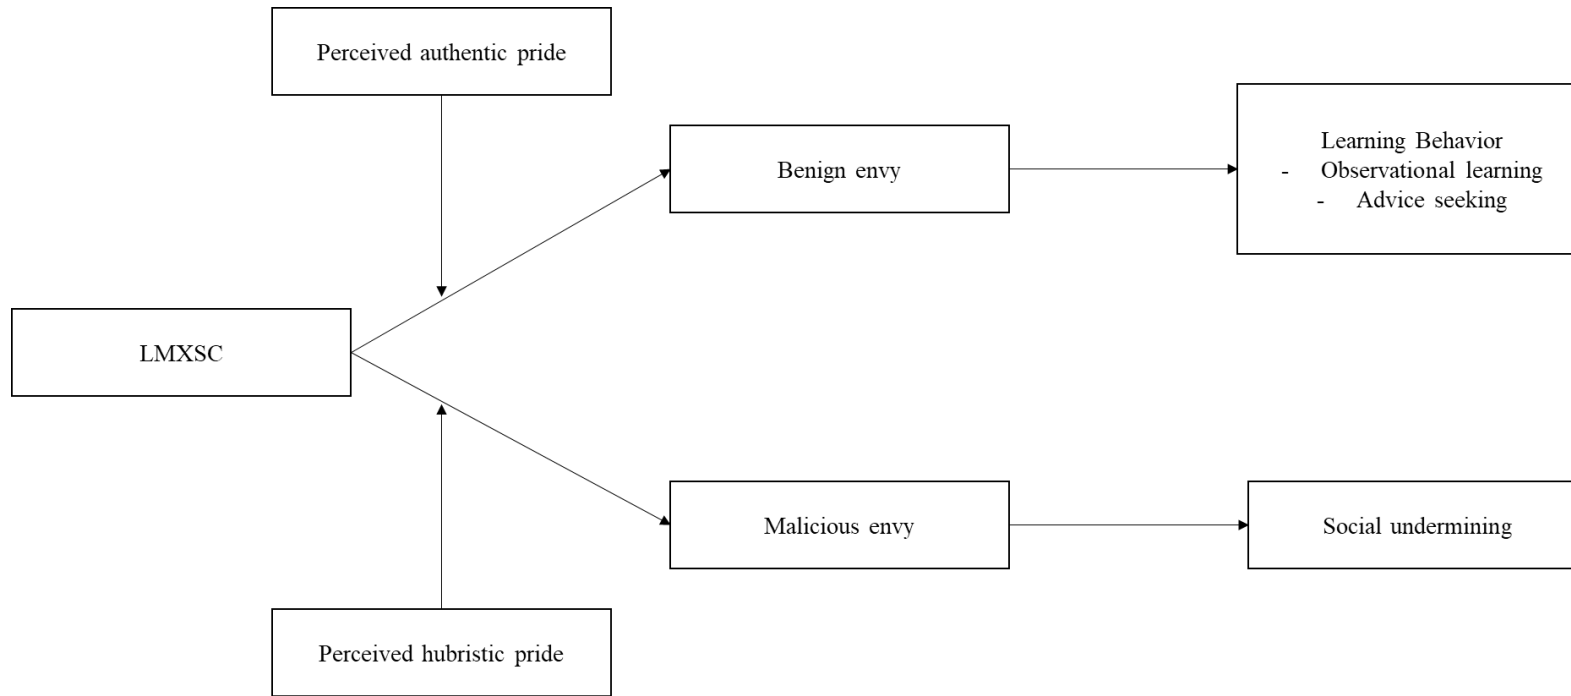 Perceived authentic pride
Benign envy
Learning Behavior
- Observational learning
- Advice seeking
LMXSC
Malicious envy
Social undermining
Perceived hubristic pride